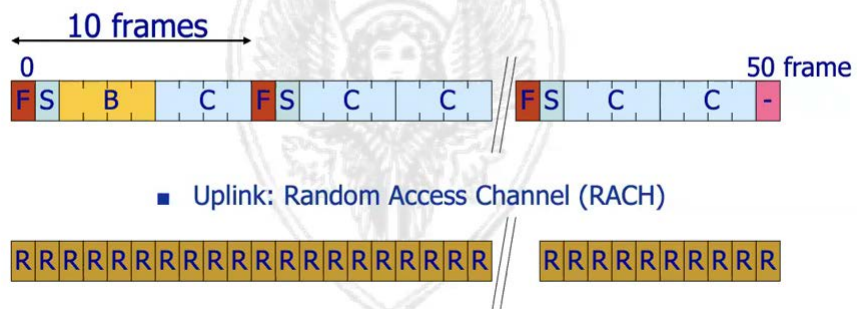 10 frames
0 50 frame
F S B C F S C C F S C C -
■ Uplink: Random Access Channel (RACH)
R R R R R R R R R R R R R R R R R R R R R R R R R R R R R R